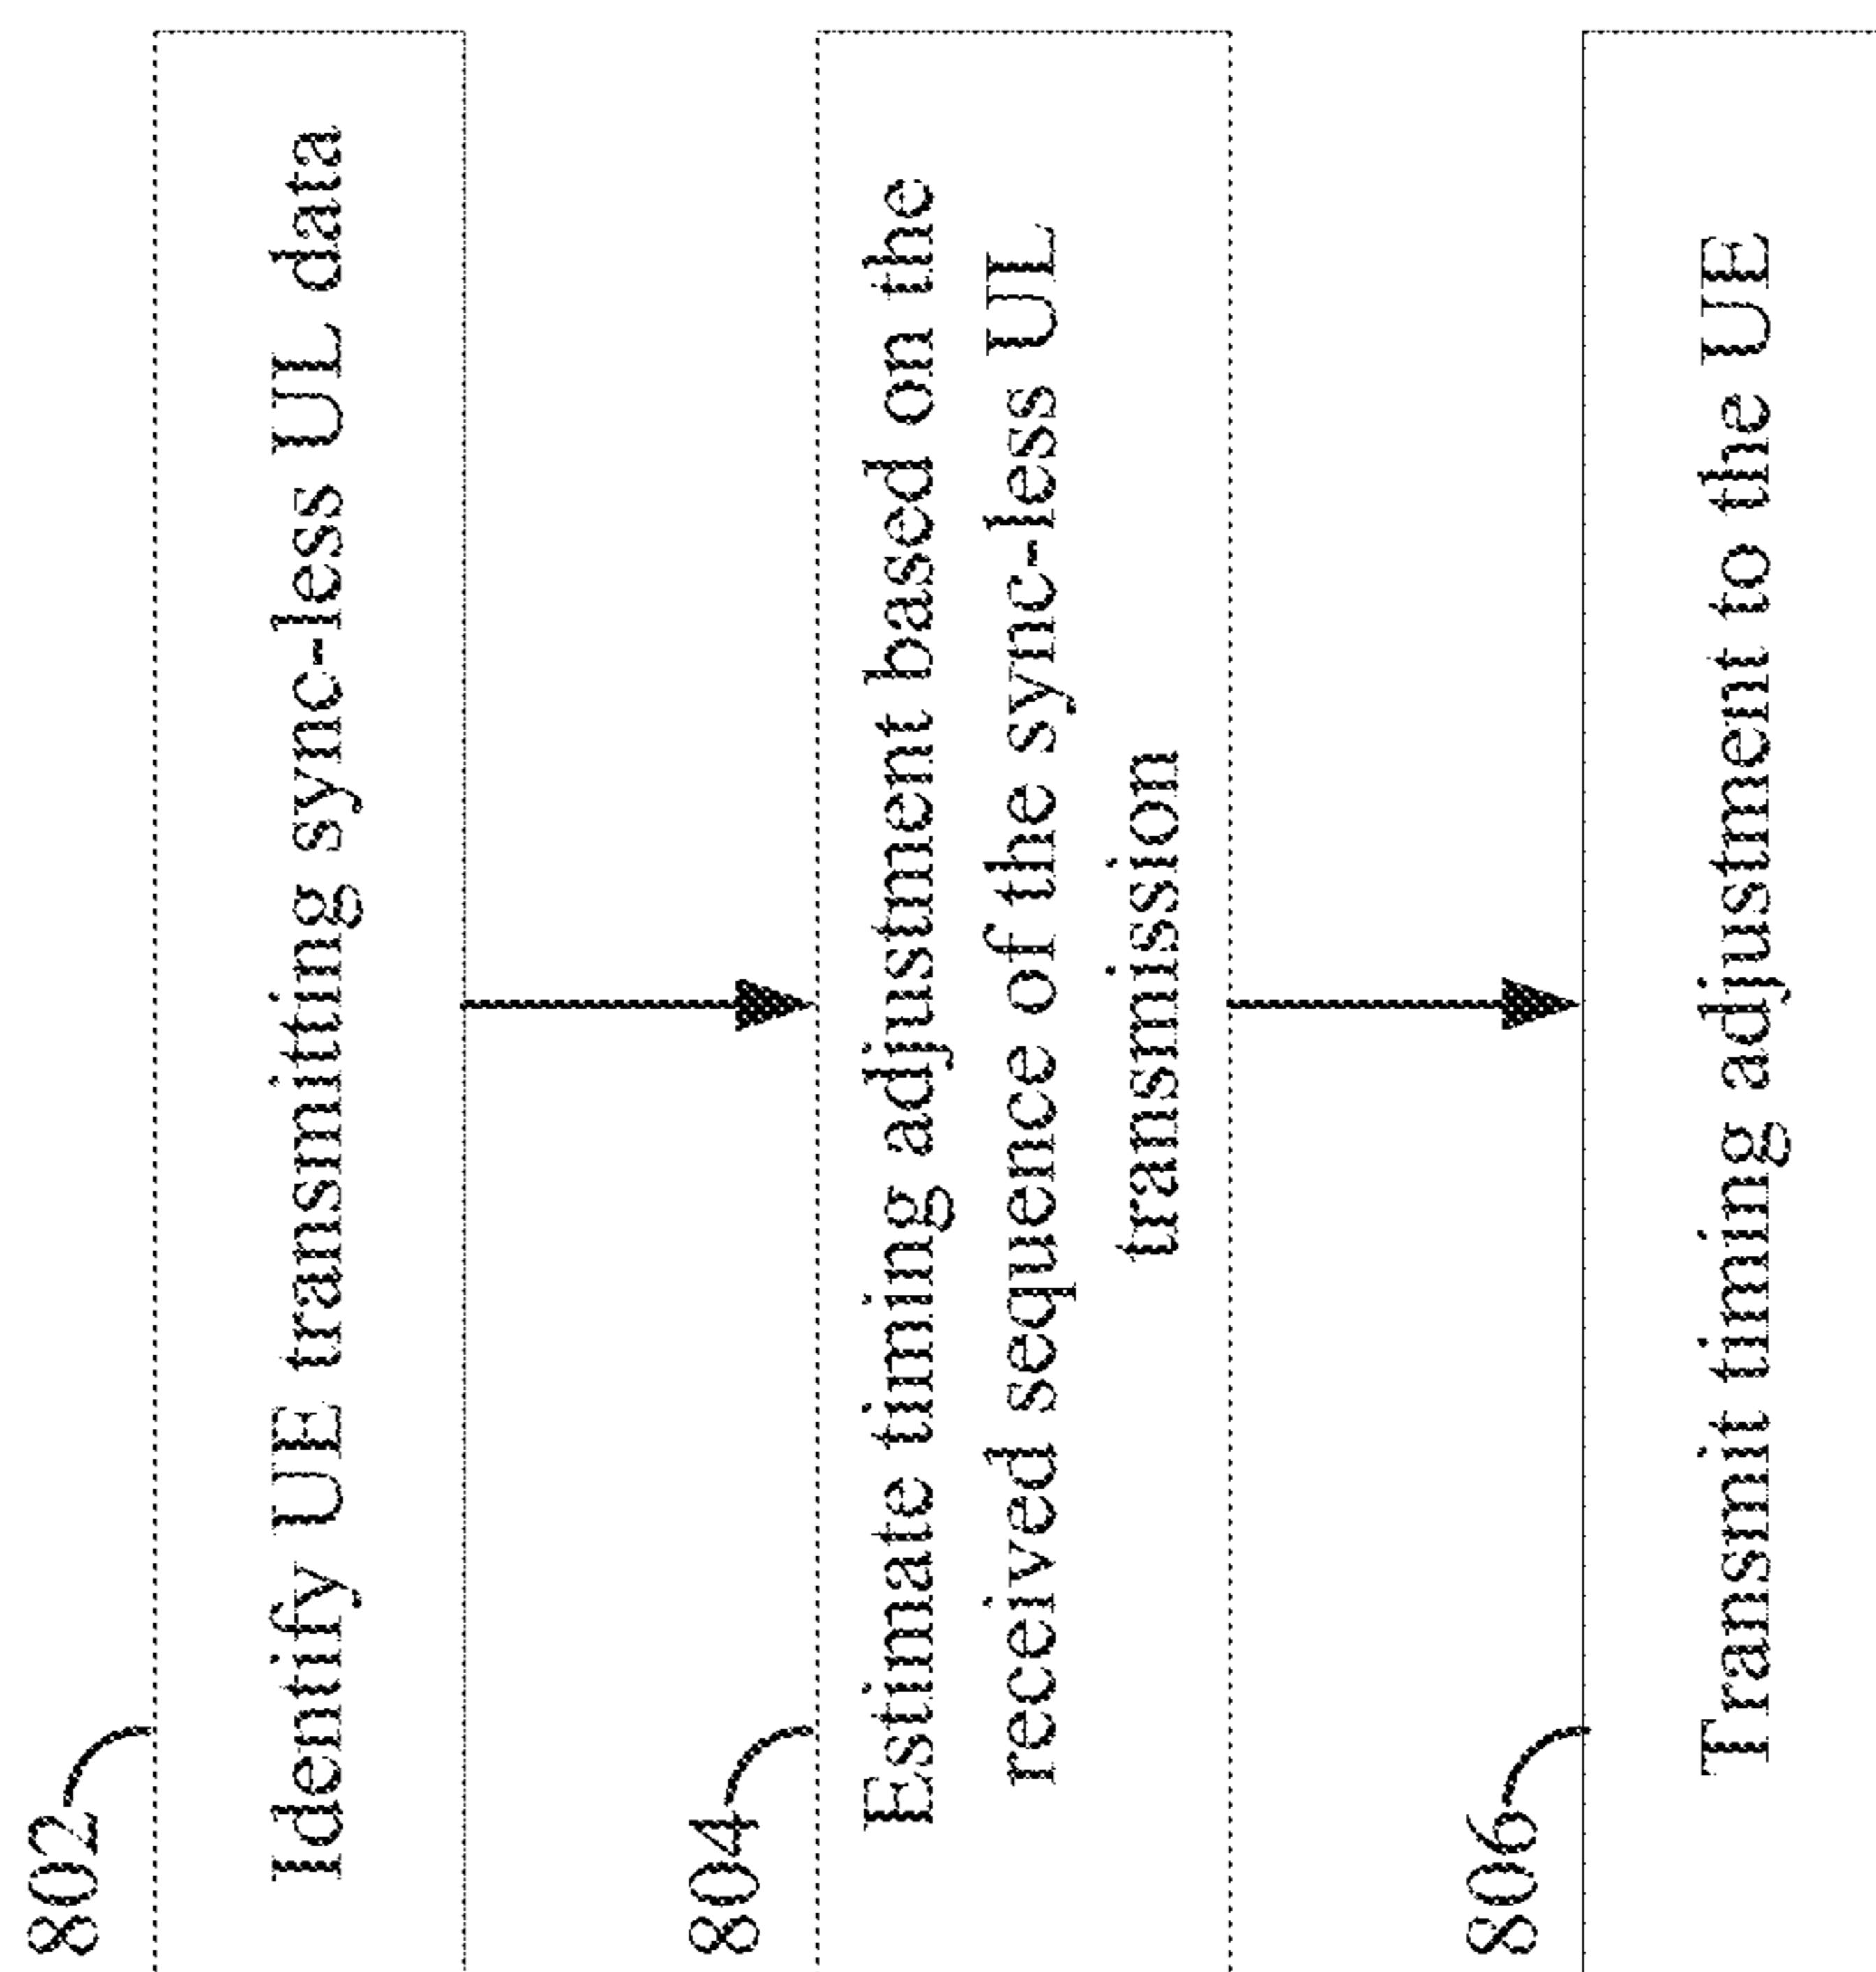 802
Identify UE transmitting sync-less UL data
804
Estimate timing adjustment based on the
received sequence of the sync-less UL
transmission
806
Transmit timing adjustment to the UE